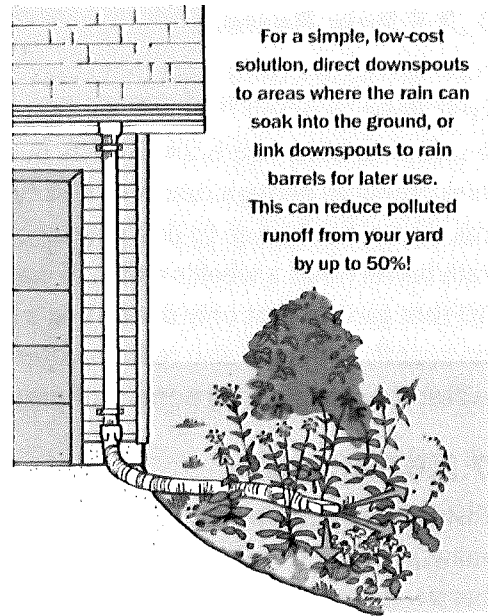 For a simple, low-cost
solution, direct downspouts
to areas where the rain can
soak into the ground, or
link downspouts to rain
barrels for later use.
This can reduce polluted
runoff from your yard
by up to 50%!